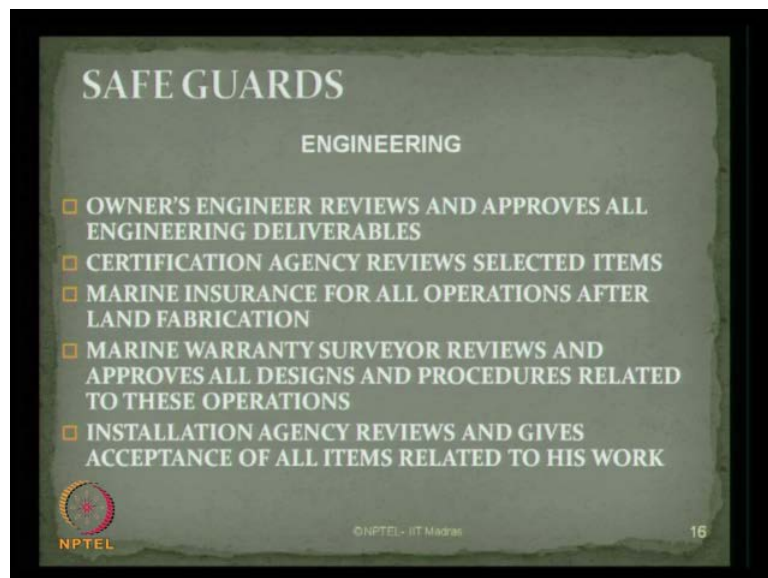 SAFE GUARDS
ENGINEERING
OWNER'S ENGINEER REVIEWS AND APPROVES ALL
ENGINEERING DELIVERABLES
CERTIFICATION AGENCY REVIEWS SELECTED ITEMS
MARINE INSURANCE FOR ALL OPERATIONS AFTER
LAND FABRICATION
MARINE WARRANTY SURVEYOR REVIEWS AND
APPROVES ALL DESIGNS AND PROCEDURES RELATED
TO THESE OPERATIONS
INSTALLATION AGENCY REVIEWS AND GIVES
ACCEPTANCE OF ALL ITEMS RELATED TO HIS WORK
NPTEL
©NPTEL- IIT Madras
16